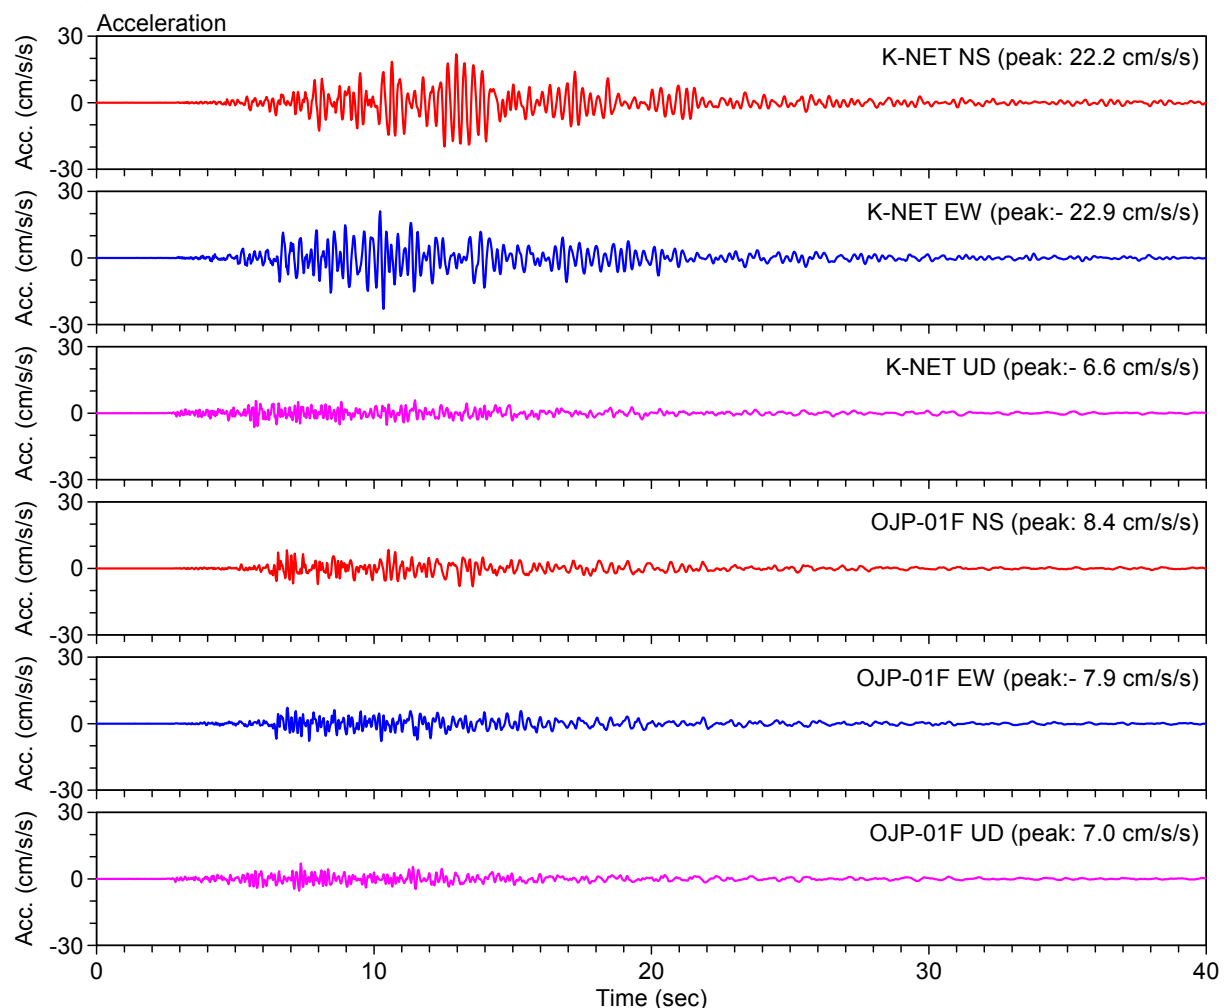 Acceleration
30
0
-30
Acc. (cm/s/s)
K-NET NS (peak: 22.2 cm/s/s)
30
0
-30
Acc. (cm/s/s)
K-NET EW (peak:- 22.9 cm/s/s)
30
0
-30
Acc. (cm/s/s)
K-NET UD (peak:- 6.6 cm/s/s)
30
0
-30
Acc. (cm/s/s)
OJP-01F NS (peak: 8.4 cm/s/s)
30
0
-30
Acc. (cm/s/s)
OJP-01F EW (peak:- 7.9 cm/s/s)
30
0
-30
Acc. (cm/s/s)
OJP-01F UD (peak: 7.0 cm/s/s)
0 10 20 30 40
Time (sec)